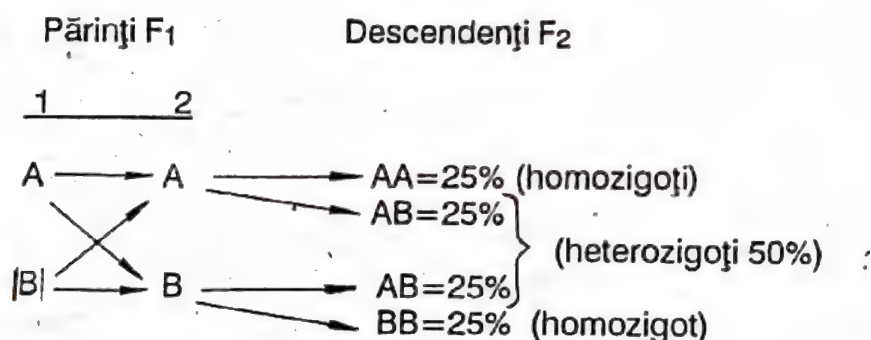 Părinţi F1 Descendenţi F2
1 2
A A AA=25% (homozigoţi)
AB=25%
(heterozigoţi 50%)
|B| B AB=25%
BB=25% (homozigot)